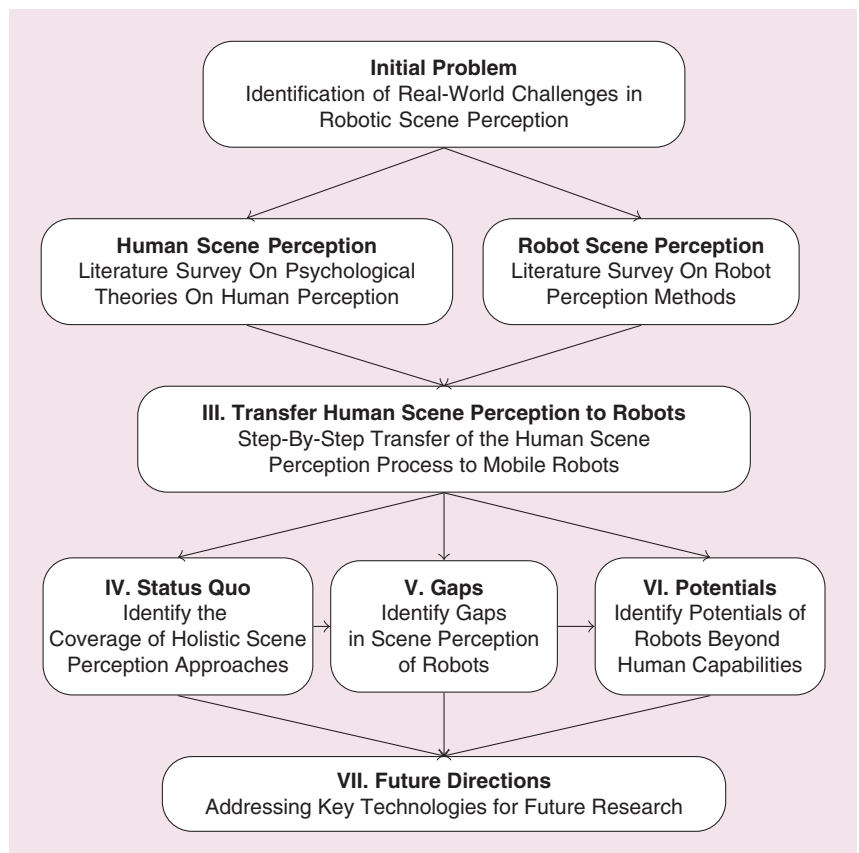 Initial Problem
Identification of Real-World Challenges in
Robotic Scene Perception
Human Scene Perception
Literature Survey On Psychological
Theories On Human Perception
Robot Scene Perception
Literature Survey On Robot
Perception Methods
III. Transfer Human Scene Perception to Robots
Step-By-Step Transfer of the Human Scene
Perception Process to Mobile Robots
IV. Status Quo
Identify the
Coverage of Holistic Scene
Perception Approaches
V. Gaps
Identify Gaps
in Scene Perception
of Robots
VI. Potentials
Identify Potentials of
Robots Beyond
Human Capabilities
VII. Future Directions
Addressing Key Technologies for Future Research